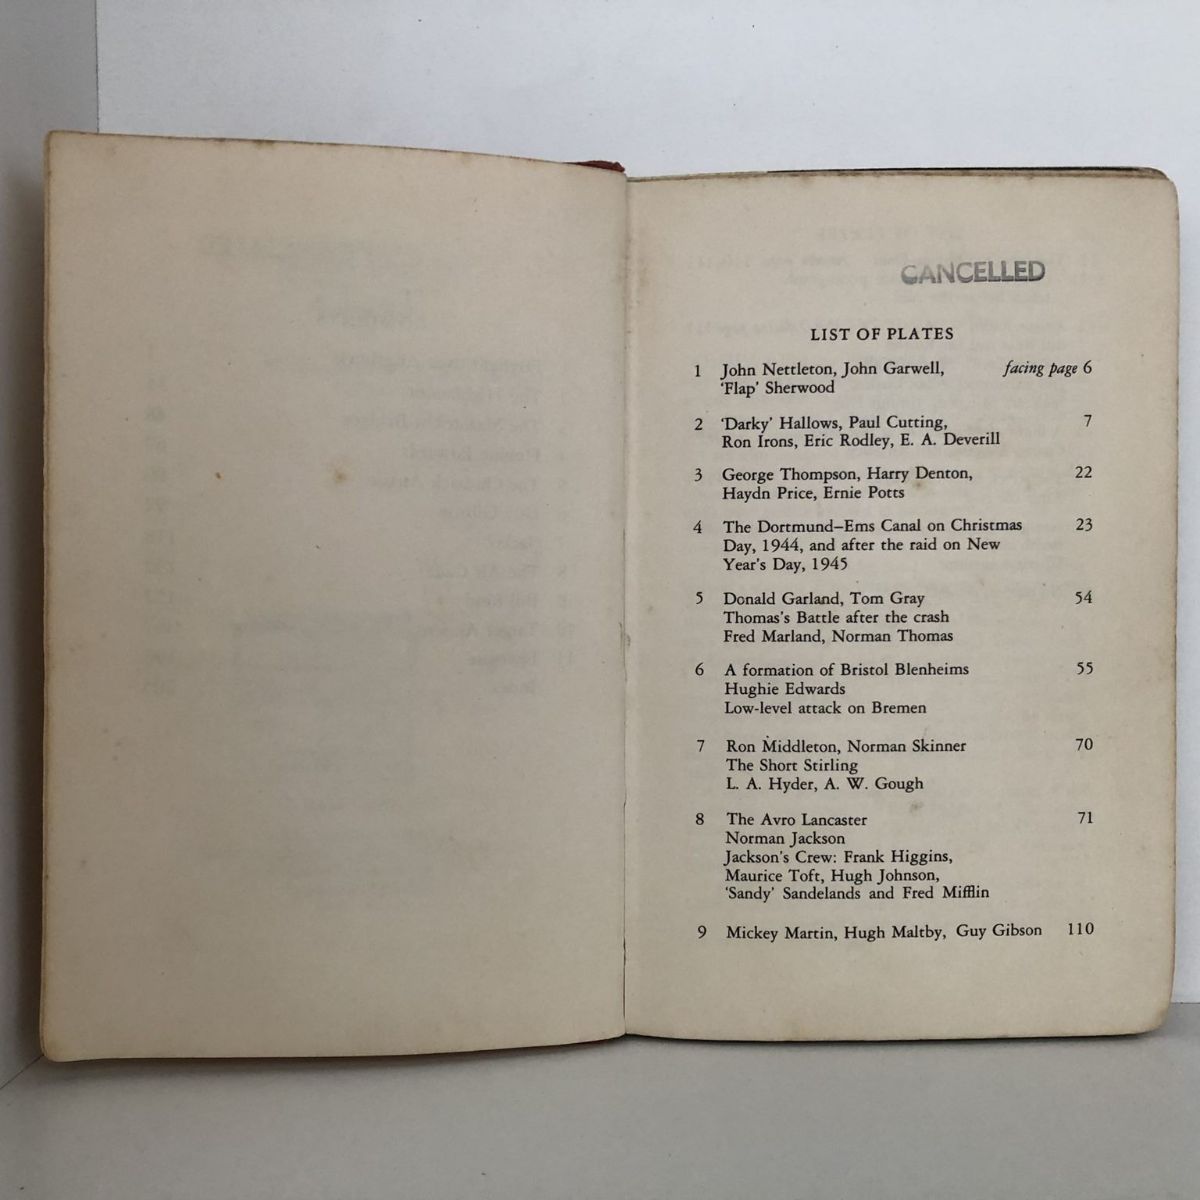 CANCELLED
LIST OF PLATES
1 John Nettleton, John Garwell, facing page 6
'Flap' Sherwood
2 'Darky' Hallows, Paul Cutting, 7
Ron Irons, Eric Rodley, E. A. Deverill
3 George Thompson, Harry Denton, 22
Haydn Price, Ernie Potts
4 The Dortmund–Ems Canal on Christmas 23
Day, 1944, and after the raid on New
Year's Day, 1945
5 Donald Garland, Tom Gray 54
Thomas's Battle after the crash
Fred Marland, Norman Thomas
6 A formation of Bristol Blenheims 55
Hughie Edwards
Low-level attack on Bremen
7 Ron Middleton, Norman Skinner 70
The Short Stirling
L. A. Hyder, A. W. Gough
8 The Avro Lancaster 71
Norman Jackson
Jackson's Crew: Frank Higgins,
Maurice Toft, Hugh Johnson,
'Sandy' Sandelands and Fred Mifflin
9 Mickey Martin, Hugh Maltby, Guy Gibson 110